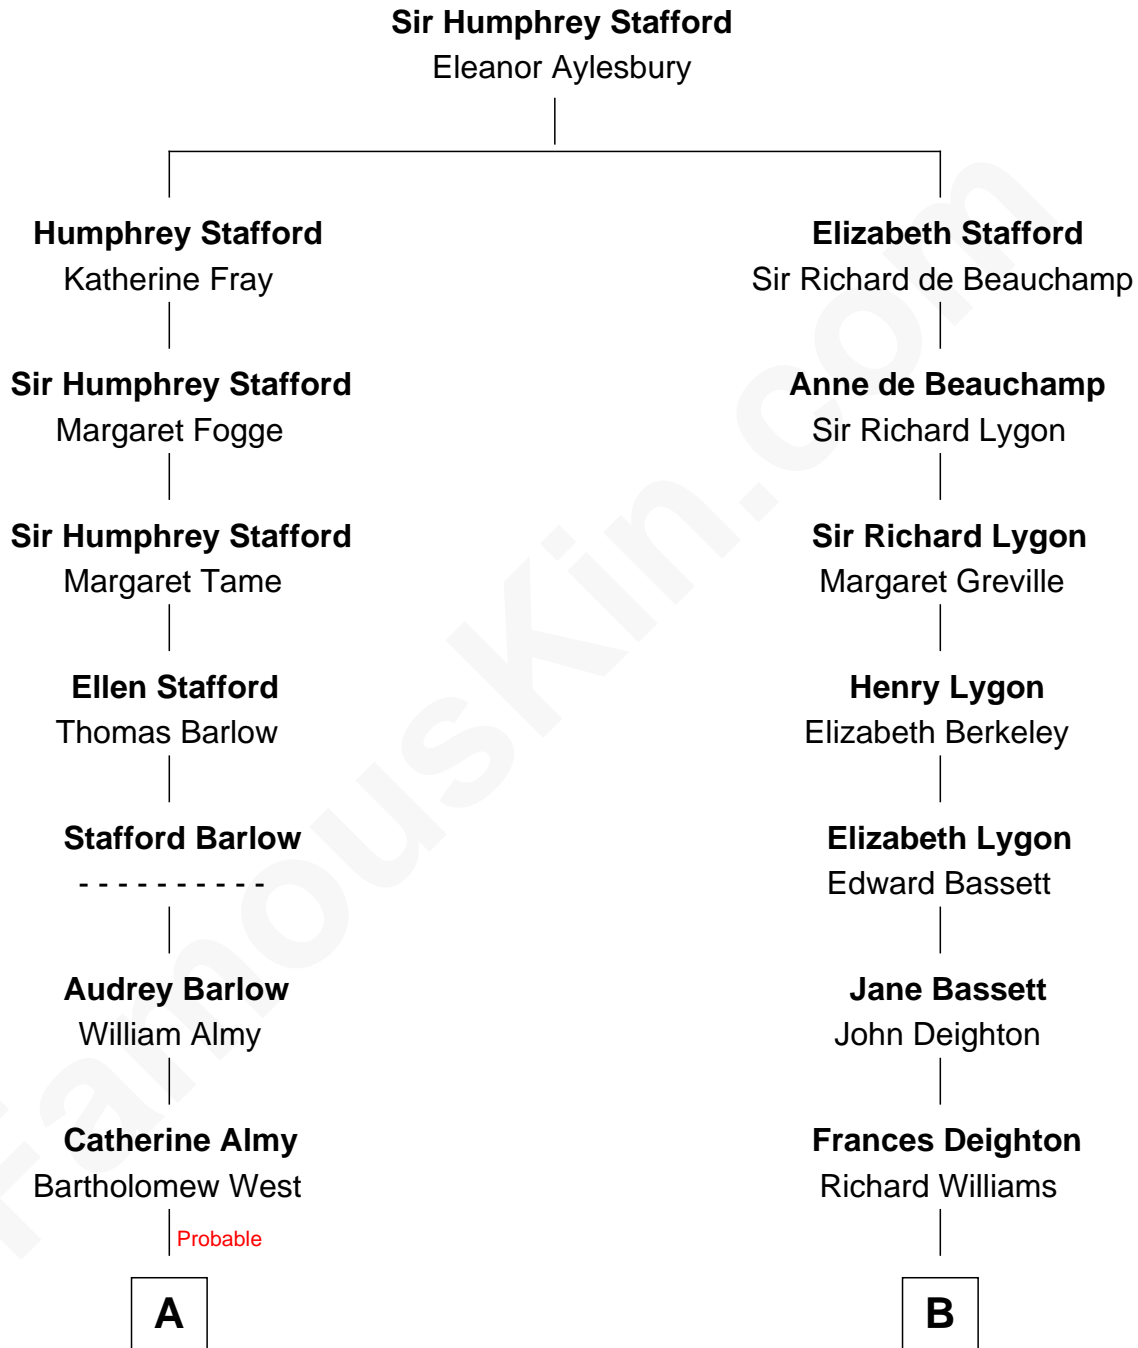 Sir Humphrey Stafford
Eleanor Aylesbury
Humphrey Stafford
Katherine Fray
Elizabeth Stafford
Sir Richard de Beauchamp
Sir Humphrey Stafford
Margaret Fogge
Anne de Beauchamp
Sir Richard Lygon
Sir Humphrey Stafford
Margaret Tame
Sir Richard Lygon
Margaret Greville
Ellen Stafford
Thomas Barlow
Henry Lygon
Elizabeth Berkeley
Stafford Barlow
- - - - - - - - - -
Elizabeth Lygon
Edward Bassett
Audrey Barlow
William Almy
Jane Bassett
John Deighton
Catherine Almy
Bartholomew West
Frances Deighton
Richard Williams
Probable
A
B
FamousKin.com